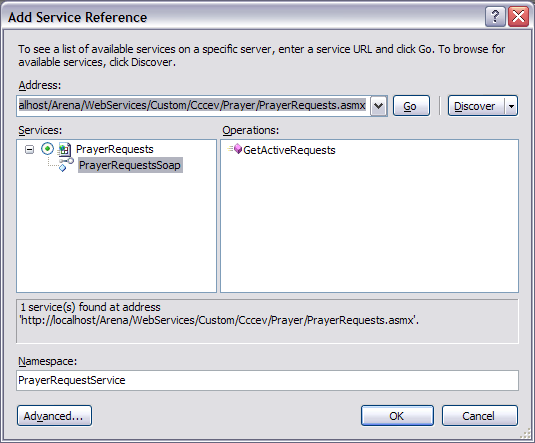 Add Service Reference
To see a list of available services on a specific server, enter a service URL and click Go. To browse for
available services, click Discover.
Address:
alhost/Arena/WebServices/Custom/Cccev/Prayer/PrayerRequests.asmx
Go
Discover
Services:
Operations:
PrayerRequests
GetActiveRequests
PrayerRequestsSoap
1 service(s) found at address
'http://localhost/Arena/WebServices/Custom/Cccev/Prayer/PrayerRequests.asmx'.
Namespace:
PrayerRequestService
Advanced...
OK
Cancel